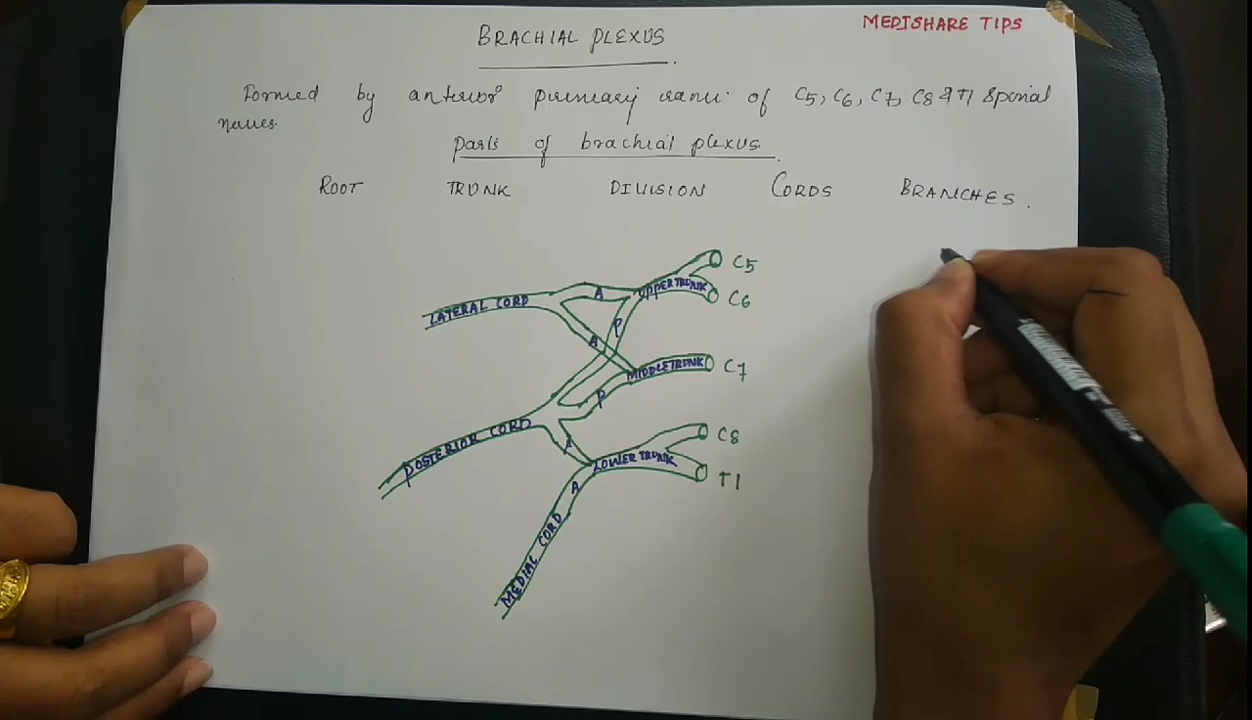 BRACHIAL PLEXUS
MEDISHARE TIPS
Formed by anterior primary rami of C5, C6, C7, C8 & T1 Spinal
nerves.
Parts of brachial plexus
ROOT TRUNK DIVISION CORDS BRANCHES.
C5
UPPER TRUNK
A
C6
LATERAL CORD
P
A
MIDDLE TRUNK C7
P
POSTERIOR CORD
C8
LOWER TRUNK
T1
A
MEDIAL CORD